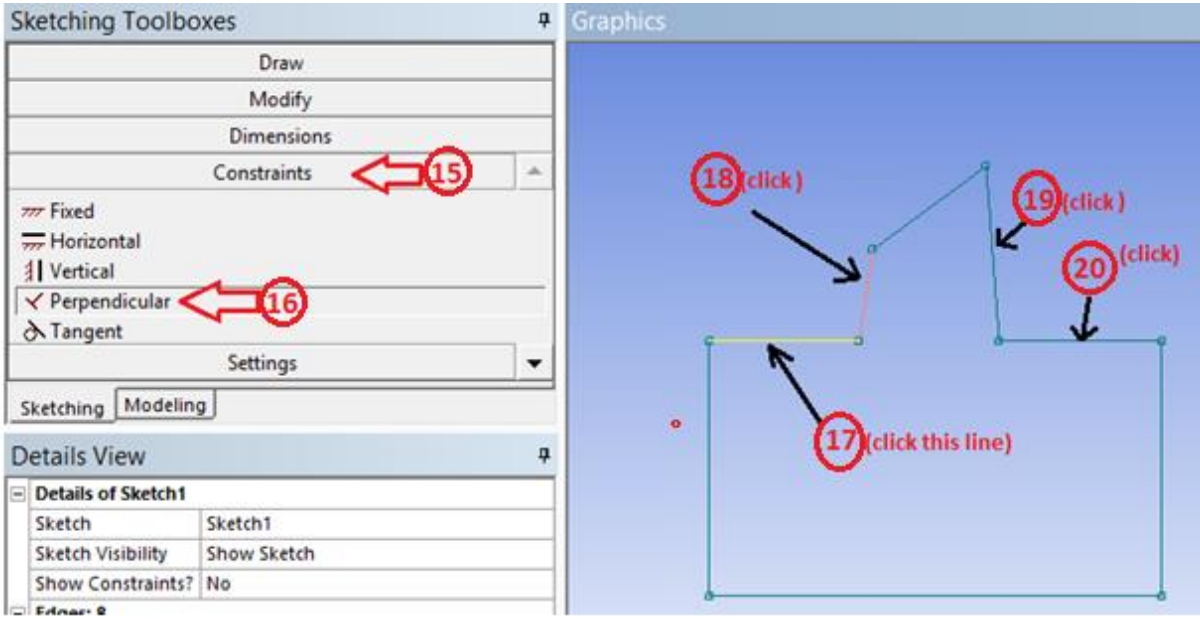 Sketching Toolboxes
Draw
Modify
Dimensions
Constraints
15
Fixed
Horizontal
Vertical
Perpendicular
16
Tangent
Settings
Sketching Modeling
Details View
Details of Sketch1
Sketch Sketch1
Sketch Visibility Show Sketch
Show Constraints? No
Edges: 8
Graphics
18 (click)
19 (click)
20 (click)
17 (click this line)